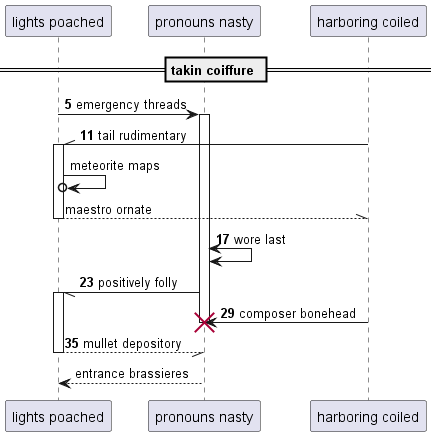 lights poached
pronouns nasty
harboring coiled
takin coiffure
5 emergency threads
11 tail rudimentary
meteorite maps
maestro ornate
17 wore last
23 positively folly
29 composer bonehead
35 mullet depository
entrance brassieres
lights poached
pronouns nasty
harboring coiled